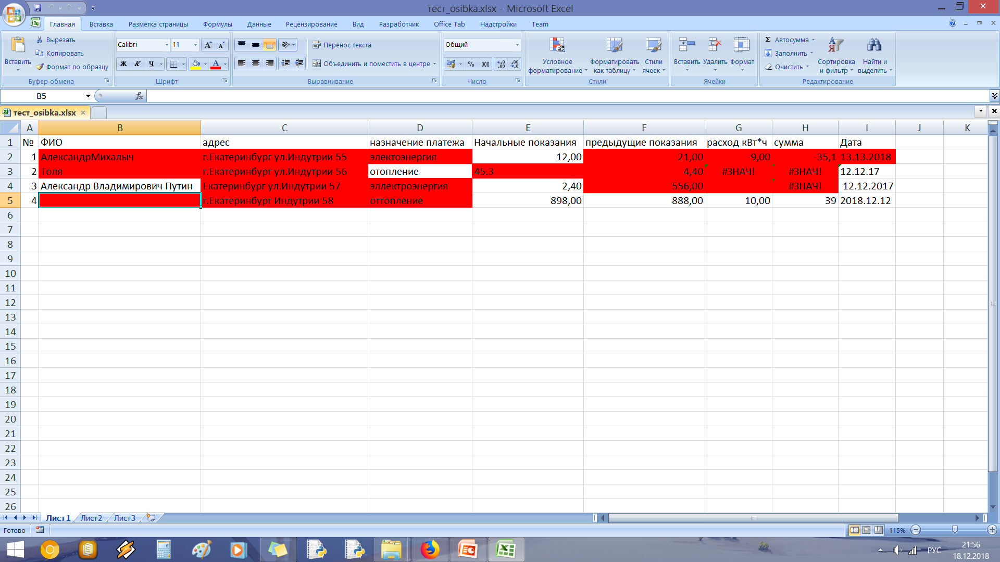 тест_osibka.xlsx - Microsoft Excel
Главная Вставка Разметка страницы Формулы Данные Рецензирование Вид Разработчик Office Tab Надстройки Team
Вставить
Вырезать
Копировать
Формат по образцу
Буфер обмена
Calibri 11
Ж К Ч
Шрифт
Перенос текста
Объединить и поместить в центре
Выравнивание
Общий
% 000
Число
Условное форматирование
Форматировать как таблицу
Стили ячеек
Стили
Вставить Удалить Формат
Ячейки
Σ Автосумма
Заполнить
Очистить
Сортировка и фильтр
Найти и выделить
Редактирование
B5 fx
тест_osibka.xlsx
A B C D E F G H I J K
1 № ФИО адрес назначение платежа Начальные показания предыдущие показания расход кВт*ч сумма Дата
2 1 АлександрМихалыч г.Екатеринбург ул.Индутрии 55 электоэнергия 12,00 21,00 -9,00 -35,1 13.13.2018
3 2 Толя г.Екатеринбург ул.Индутрии 56 отопление 45.3 4,40 #ЗНАЧ! #ЗНАЧ! 12.12.17
4 3 Александр Владимирович Путин Екатеринбург ул.Индутрии 57 эллектроэнергия 2,40 556,00 #ЗНАЧ! 12.12.2017
5 4 г.Екатеринбург Индутрии 58 оттопление 898,00 888,00 10,00 39 2018.12.12
6
7
8
9
10
11
12
13
14
15
16
17
18
19
20
21
22
23
24
25
26
Лист1 Лист2 Лист3
Готово 115%
РУС
21:56
18.12.2018